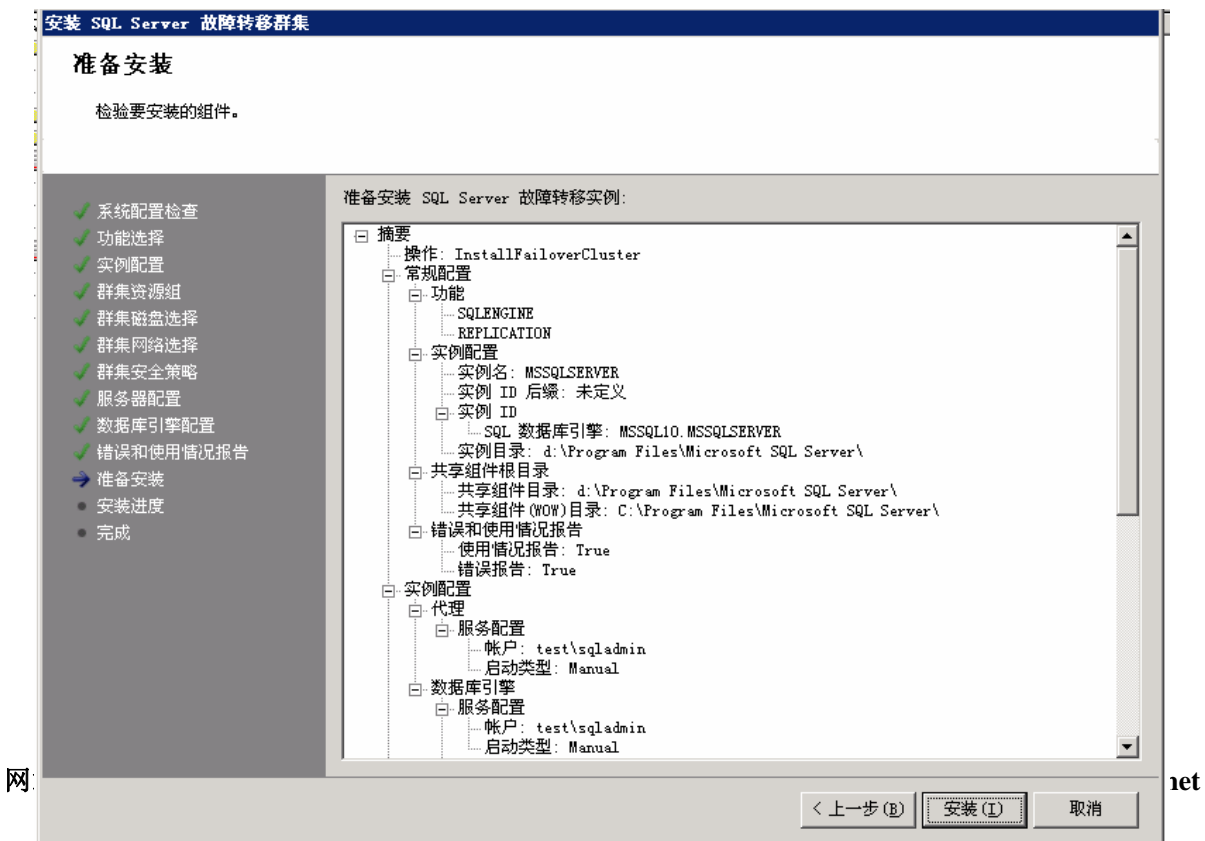 安装 SQL Server 故障转移群集
准备安装
检验要安装的组件。
系统配置检查
功能选择
实例配置
群集资源组
群集磁盘选择
群集网络选择
群集安全策略
服务器配置
数据库引擎配置
错误和使用情况报告
准备安装
安装进度
完成
准备安装 SQL Server 故障转移实例:
摘要
操作: InstallFailoverCluster
常规配置
功能
SQLENGINE
REPLICATION
实例配置
实例名: MSSQLSERVER
实例 ID 后缀: 未定义
实例 ID
SQL 数据库引擎: MSSQL10.MSSQLSERVER
实例目录: d:\Program Files\Microsoft SQL Server\
共享组件根目录
共享组件目录: d:\Program Files\Microsoft SQL Server\
共享组件(WOW)目录: C:\Program Files\Microsoft SQL Server\
错误和使用情况报告
使用情况报告: True
错误报告: True
实例配置
代理
服务配置
帐户: test\sqladmin
启动类型: Manual
数据库引擎
服务配置
帐户: test\sqladmin
启动类型: Manual
网
net
< 上一步(B) 安装(I) 取消